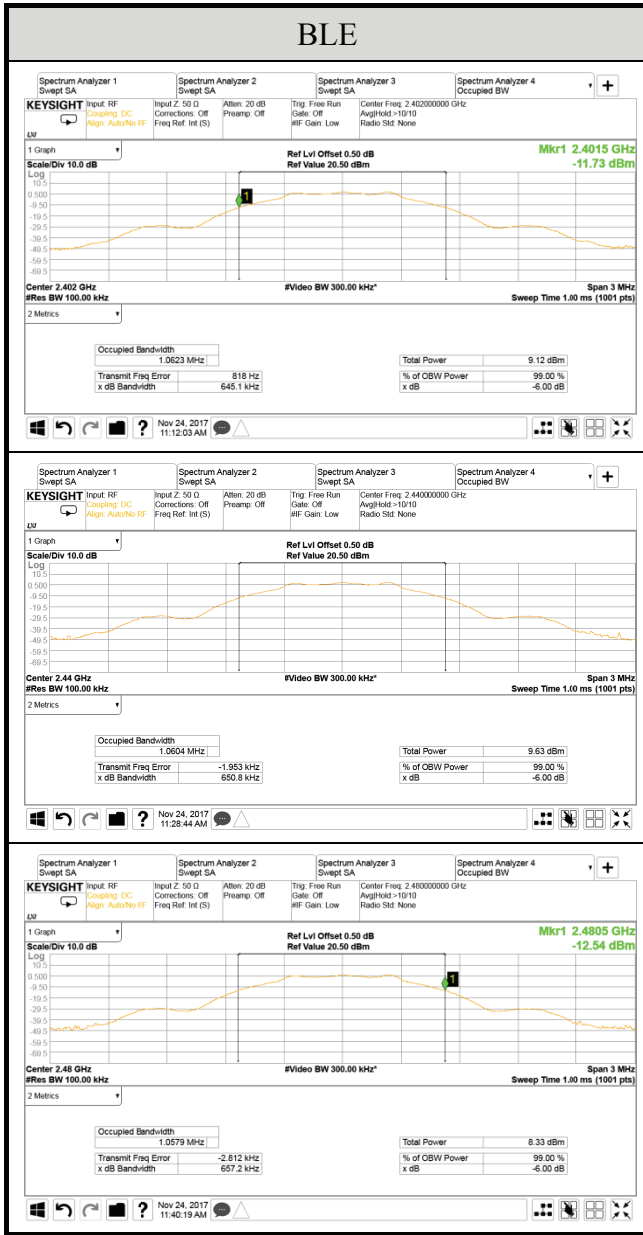 BLE
Spectrum Analyzer 1 Spectrum Analyzer 2 Spectrum Analyzer 3 Spectrum Analyzer 4
Swept SA Swept SA Swept SA Occupied BW
KEYSIGHT Input: RF Input Z: 50 Ω Atten: 20 dB Trig: Free Run Center Freq: 2.402000000 GHz
Coupling: DC Corrections: Off Preamp: Off Gate: Off Avg|Hold:>10/10
Align: Auto/No RF Freq Ref: Int (S) #IF Gain: Low Radio Std: None
LXI
1 Graph Ref Lvl Offset 0.50 dB Mkr1 2.4015 GHz
Scale/Div 10.0 dB Ref Value 20.50 dBm -11.73 dBm
Log
10.5
0.500
1
-9.50
-19.5
-29.5
-39.5
-49.5
-59.5
-69.5
Center 2.402 GHz #Video BW 300.00 kHz* Span 3 MHz
#Res BW 100.00 kHz Sweep Time 1.00 ms (1001 pts)
2 Metrics
Occupied Bandwidth
1.0623 MHz Total Power 9.12 dBm
Transmit Freq Error 818 Hz % of OBW Power 99.00 %
x dB Bandwidth 645.1 kHz x dB -6.00 dB
? Nov 24, 2017
11:12:03 AM
Spectrum Analyzer 1 Spectrum Analyzer 2 Spectrum Analyzer 3 Spectrum Analyzer 4
Swept SA Swept SA Swept SA Occupied BW
KEYSIGHT Input: RF Input Z: 50 Ω Atten: 20 dB Trig: Free Run Center Freq: 2.440000000 GHz
Coupling: DC Corrections: Off Preamp: Off Gate: Off Avg|Hold:>10/10
Align: Auto/No RF Freq Ref: Int (S) #IF Gain: Low Radio Std: None
LXI
1 Graph Ref Lvl Offset 0.50 dB
Scale/Div 10.0 dB Ref Value 20.50 dBm
Log
10.5
0.500
-9.50
-19.5
-29.5
-39.5
-49.5
-59.5
-69.5
Center 2.44 GHz #Video BW 300.00 kHz* Span 3 MHz
#Res BW 100.00 kHz Sweep Time 1.00 ms (1001 pts)
2 Metrics
Occupied Bandwidth
1.0604 MHz Total Power 9.63 dBm
Transmit Freq Error -1.953 kHz % of OBW Power 99.00 %
x dB Bandwidth 650.8 kHz x dB -6.00 dB
? Nov 24, 2017
11:28:44 AM
Spectrum Analyzer 1 Spectrum Analyzer 2 Spectrum Analyzer 3 Spectrum Analyzer 4
Swept SA Swept SA Swept SA Occupied BW
KEYSIGHT Input: RF Input Z: 50 Ω Atten: 20 dB Trig: Free Run Center Freq: 2.480000000 GHz
Coupling: DC Corrections: Off Preamp: Off Gate: Off Avg|Hold:>10/10
Align: Auto/No RF Freq Ref: Int (S) #IF Gain: Low Radio Std: None
LXI
1 Graph Ref Lvl Offset 0.50 dB Mkr1 2.4805 GHz
Scale/Div 10.0 dB Ref Value 20.50 dBm -12.54 dBm
Log
10.5
0.500
1
-9.50
-19.5
-29.5
-39.5
-49.5
-59.5
-69.5
Center 2.48 GHz #Video BW 300.00 kHz* Span 3 MHz
#Res BW 100.00 kHz Sweep Time 1.00 ms (1001 pts)
2 Metrics
Occupied Bandwidth
1.0579 MHz Total Power 8.33 dBm
Transmit Freq Error -2.812 kHz % of OBW Power 99.00 %
x dB Bandwidth 657.2 kHz x dB -6.00 dB
? Nov 24, 2017
11:40:19 AM